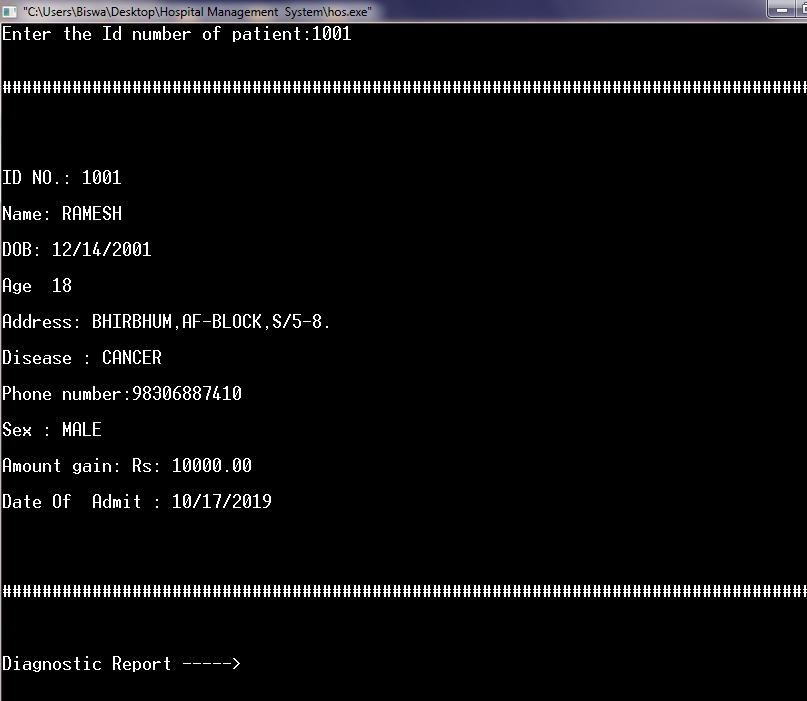 "C:\Users\Biswa\Desktop\Hospital Management  System\hos.exe"
Enter the Id number of patient:1001
#################################################################################
ID NO.: 1001
Name: RAMESH
DOB: 12/14/2001
Age  18
Address: BHIRBHUM,AF-BLOCK,S/5-8.
Disease : CANCER
Phone number:98306887410
Sex : MALE
Amount gain: Rs: 10000.00
Date Of  Admit : 10/17/2019
#################################################################################
Diagnostic Report ----->